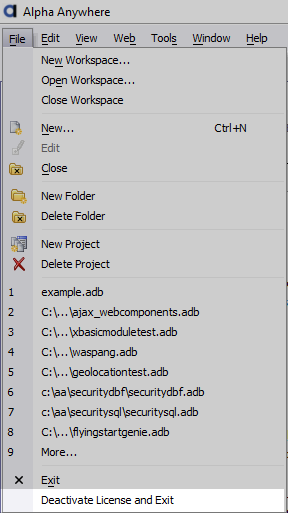 Alpha Anywhere
File Edit View Web Tools Window Help
New Workspace...
Open Workspace...
Close Workspace
New... Ctrl+N
Edit
Close
New Folder
Delete Folder
New Project
Delete Project
1 example.adb
2 C:\...\ajax_webcomponents.adb
3 C:\...\xbasicmoduletest.adb
4 C:\...\waspang.adb
5 C:\...\geolocationtest.adb
6 c:\aa\securitydbf\securitydbf.adb
7 c:\aa\securitysql\securitysql.adb
8 C:\...\flyingstartgenie.adb
9 More...
Exit
Deactivate License and Exit